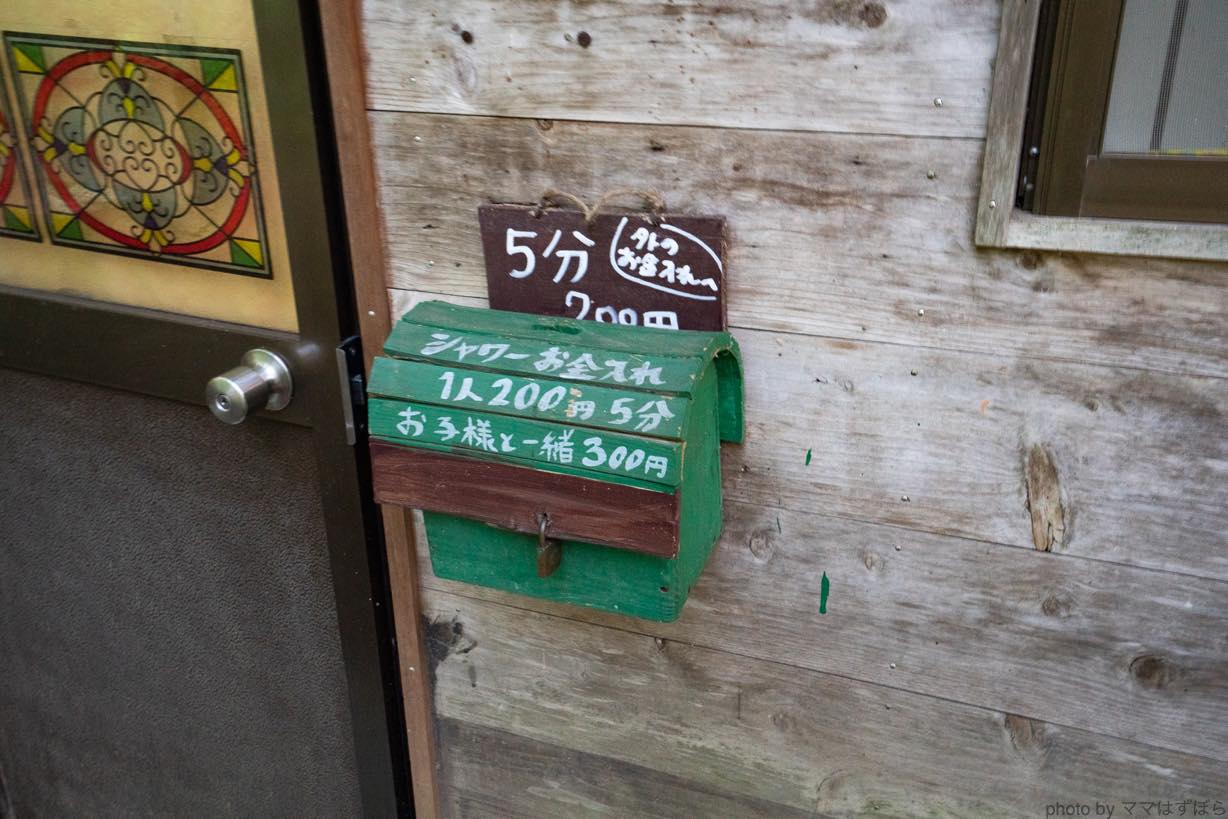 5分
外の
お金入れへ
200円
シャワーお金入れ
1人200円 5分
お子様と一緒300円
photo by ママはずぼら